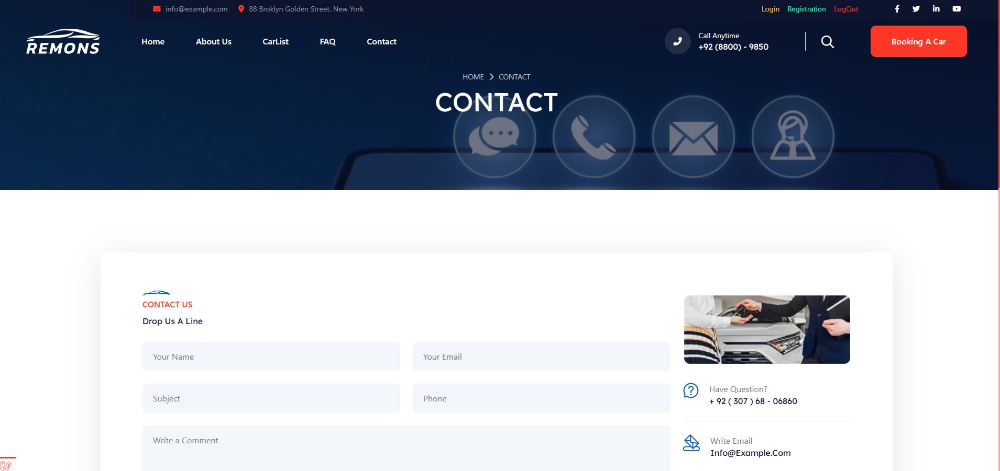 info@example.com
88 Broklyn Golden Street. New York
Login
Registration
LogOut
REMONS
Home
About Us
CarList
FAQ
Contact
Call Anytime
+92 (8800) - 9850
Booking A Car
HOME
CONTACT
CONTACT
CONTACT US
Drop Us A Line
Your Name
Your Email
Subject
Phone
Write a Comment
Have Question?
+ 92 ( 307 ) 68 - 06860
Write Email
Info@Example.Com